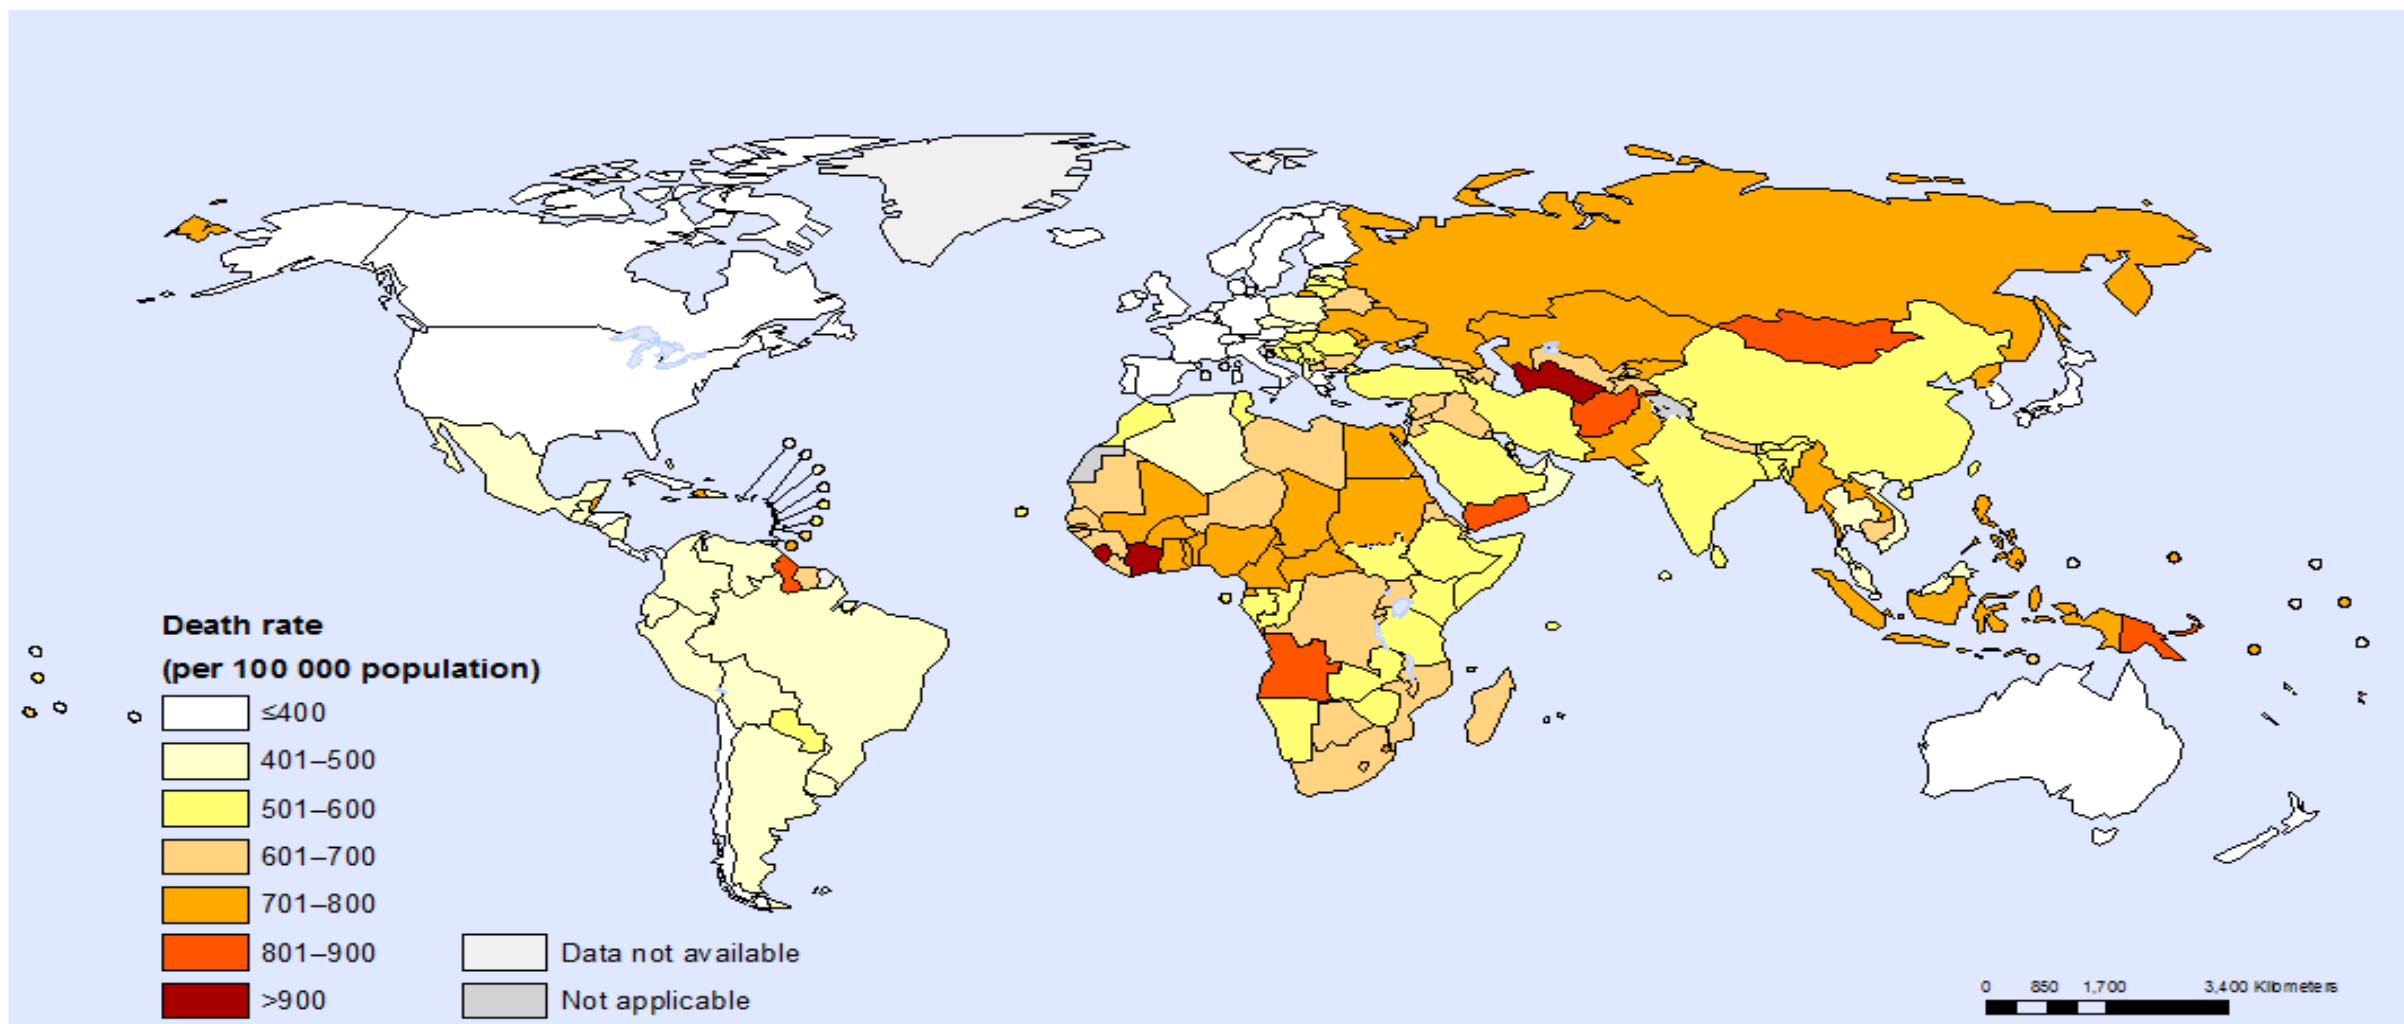 Death rate
(per 100 000 population)
≤400
401–500
501–600
601–700
701–800
801–900
>900
Data not available
Not applicable
0 850 1,700 3,400 Kilometers